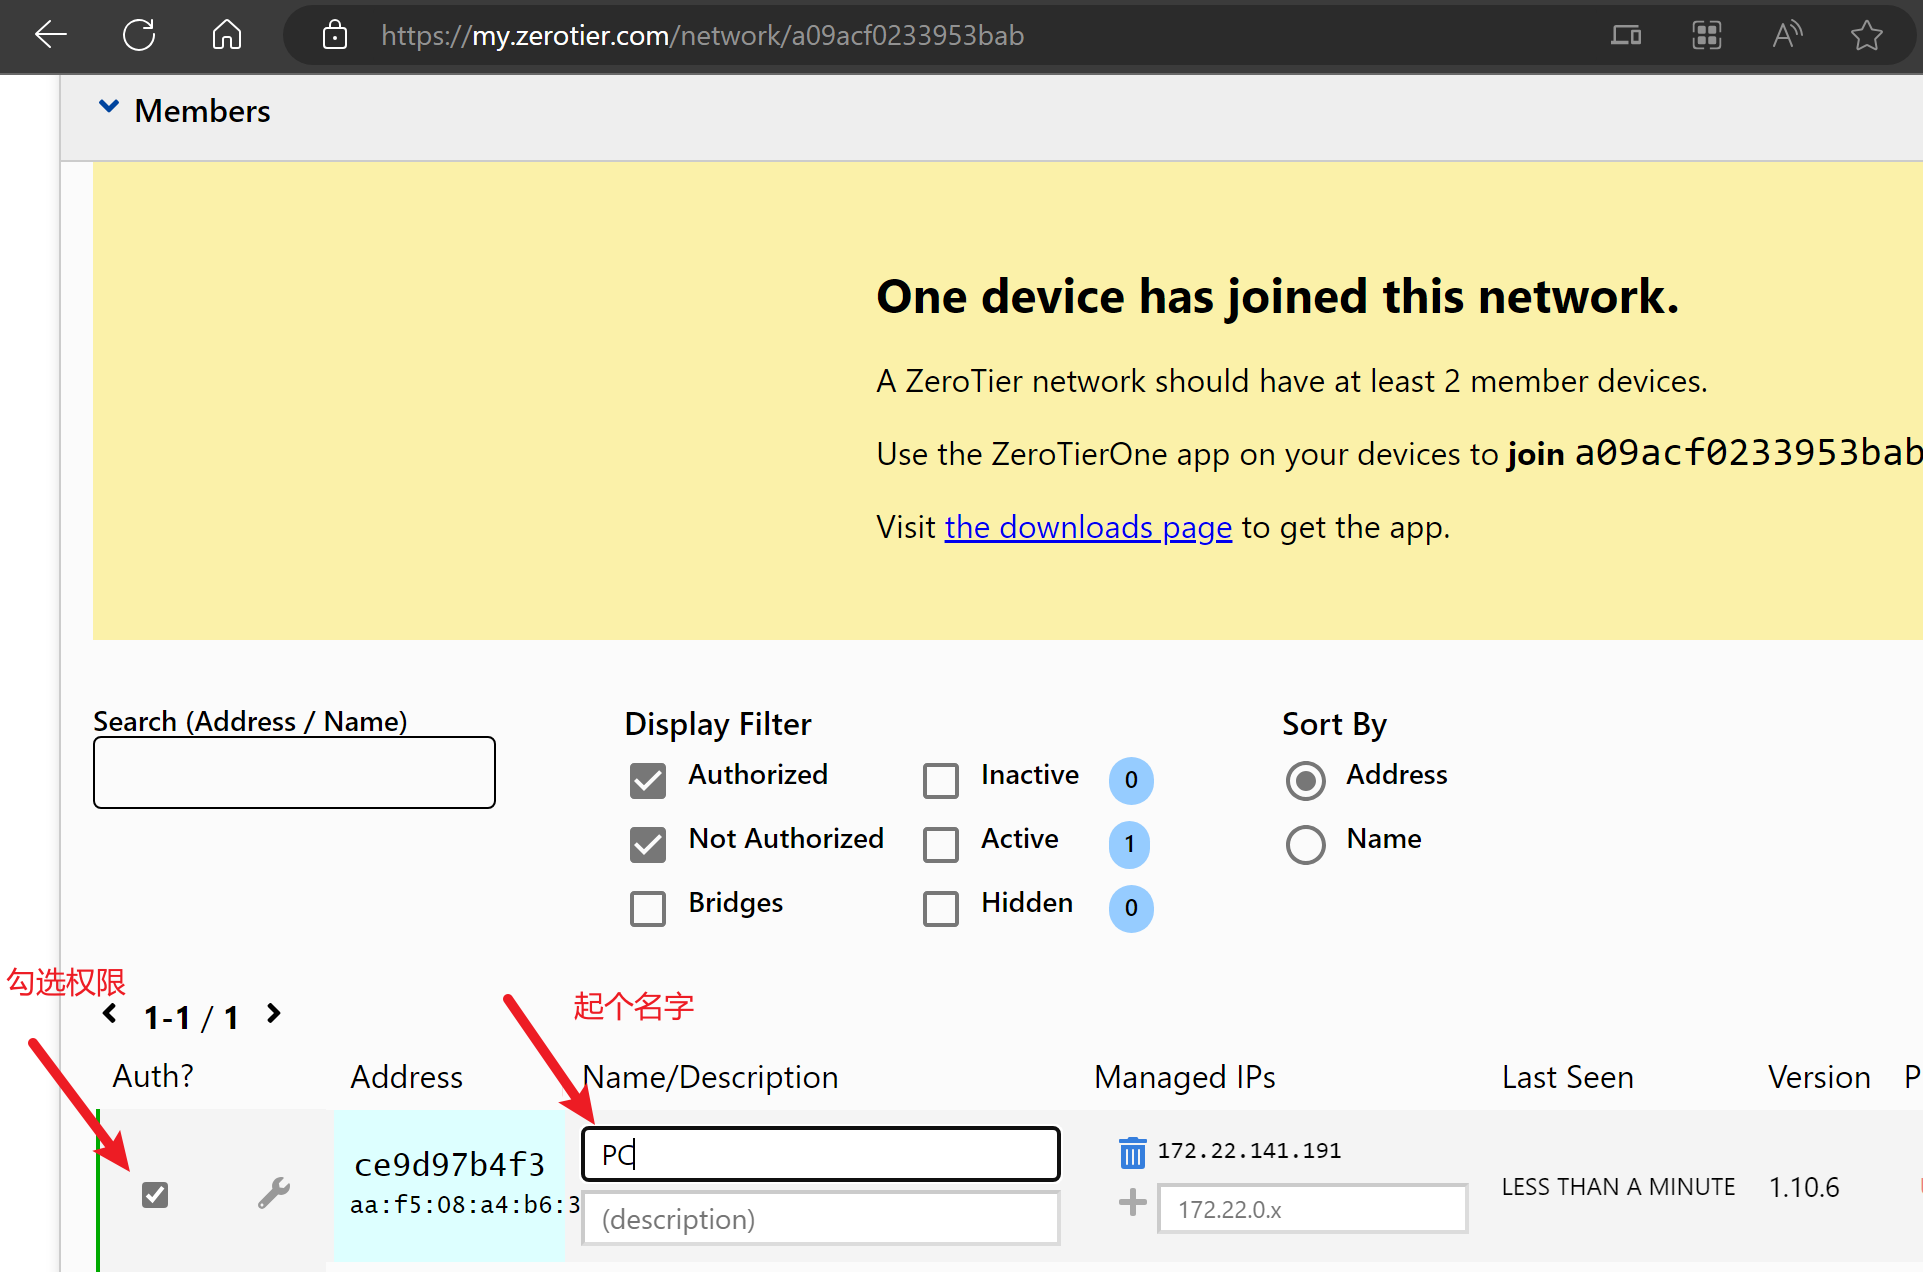 https://my.zerotier.com/network/a09acf0233953bab
Members
One device has joined this network.
A ZeroTier network should have at least 2 member devices.
Use the ZeroTierOne app on your devices to join a09acf0233953bab
Visit the downloads page to get the app.
Search (Address / Name)
Display Filter
Sort By
Authorized
Inactive
0
Address
Not Authorized
Active
1
Name
Bridges
Hidden
0
勾选权限
起个名字
1-1 / 1
Auth?
Address
Name/Description
Managed IPs
Last Seen
Version
P
ce9d97b4f3
aa:f5:08:a4:b6:3
PC
(description)
172.22.141.191
172.22.0.x
LESS THAN A MINUTE
1.10.6